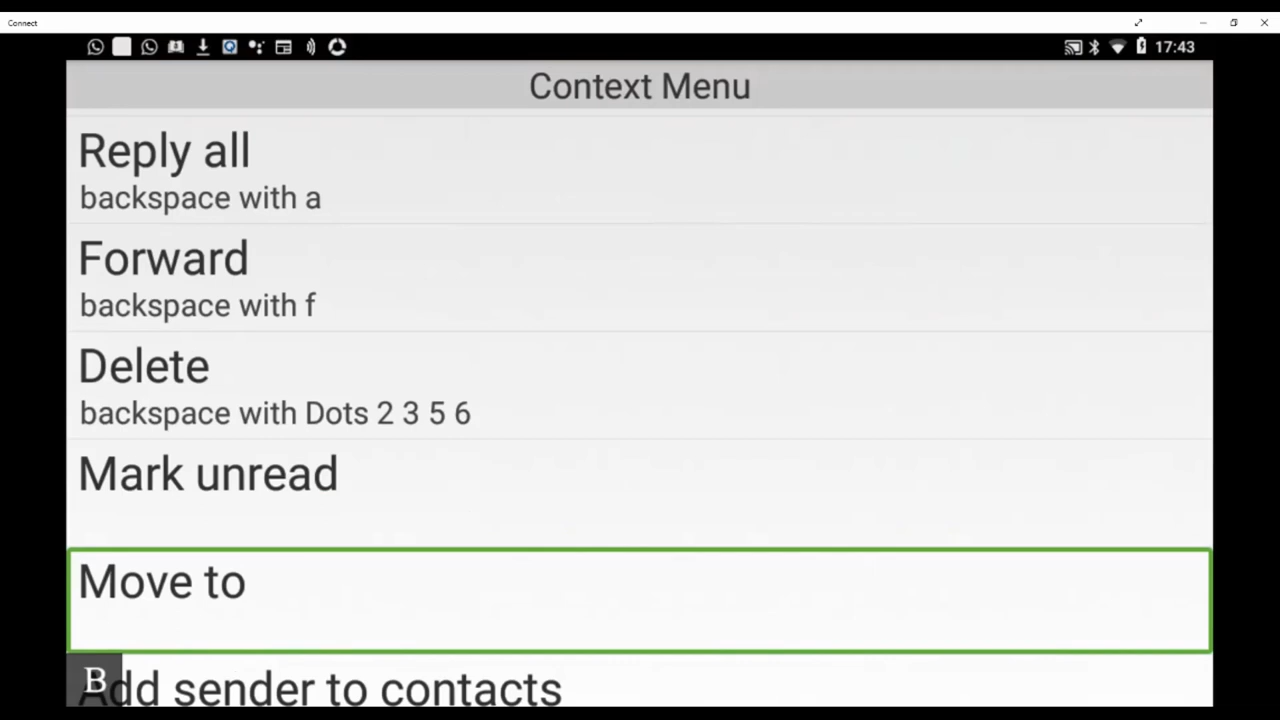 Connect
17:43
Context Menu
Reply all
backspace with a
Forward
backspace with f
Delete
backspace with Dots 2 3 5 6
Mark unread
Move to
B
Add sender to contacts